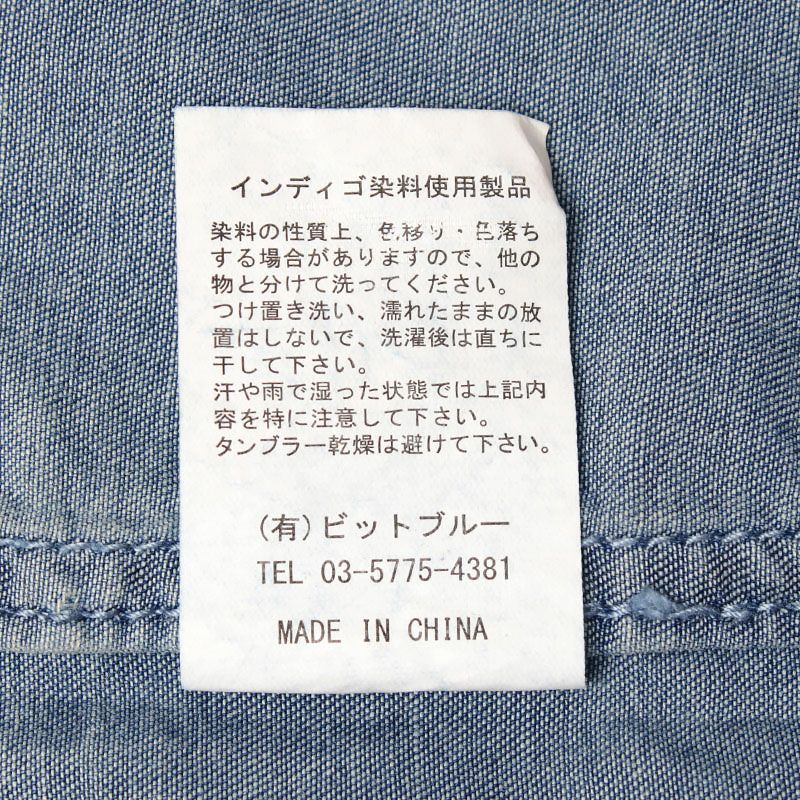 インディゴ染料使用製品
染料の性質上、色移り・色落ち
する場合がありますので、他の
物と分けて洗ってください。
つけ置き洗い、濡れたままの放
置はしないで、洗濯後は直ちに
干して下さい。
汗や雨で湿った状態では上記内
容を特に注意して下さい。
タンブラー乾燥は避けて下さい。
(有)ビットブルー
TEL 03-5775-4381
MADE IN CHINA